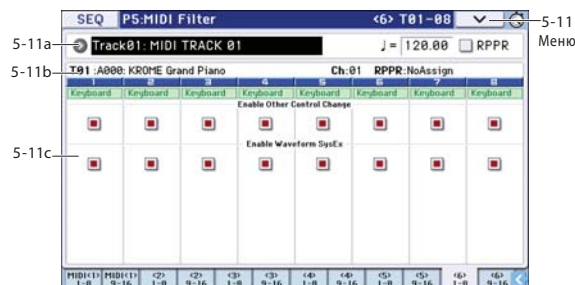 SEQ P5:MIDI Filter <6> T01-08
5-11
Меню
5-11a
Track01: MIDI TRACK 01 ♩= 120.00 RPPR
5-11b
T01 :A000: KROME Grand Piano Ch:01 RPPR:NoAssign
1 2 3 4 5 6 7 8
Keyboard Keyboard Keyboard Keyboard Keyboard Keyboard Keyboard Keyboard
Enable Other Control Change
Enable Waveform SysEx
5-11c
MIDI<1> MIDI<1> <2> <2> <3> <3> <4> <4> <5> <5> <6> <6>
1-8 9-16 1-8 9-16 1-8 9-16 1-8 9-16 1-8 9-16 1-8 9-16